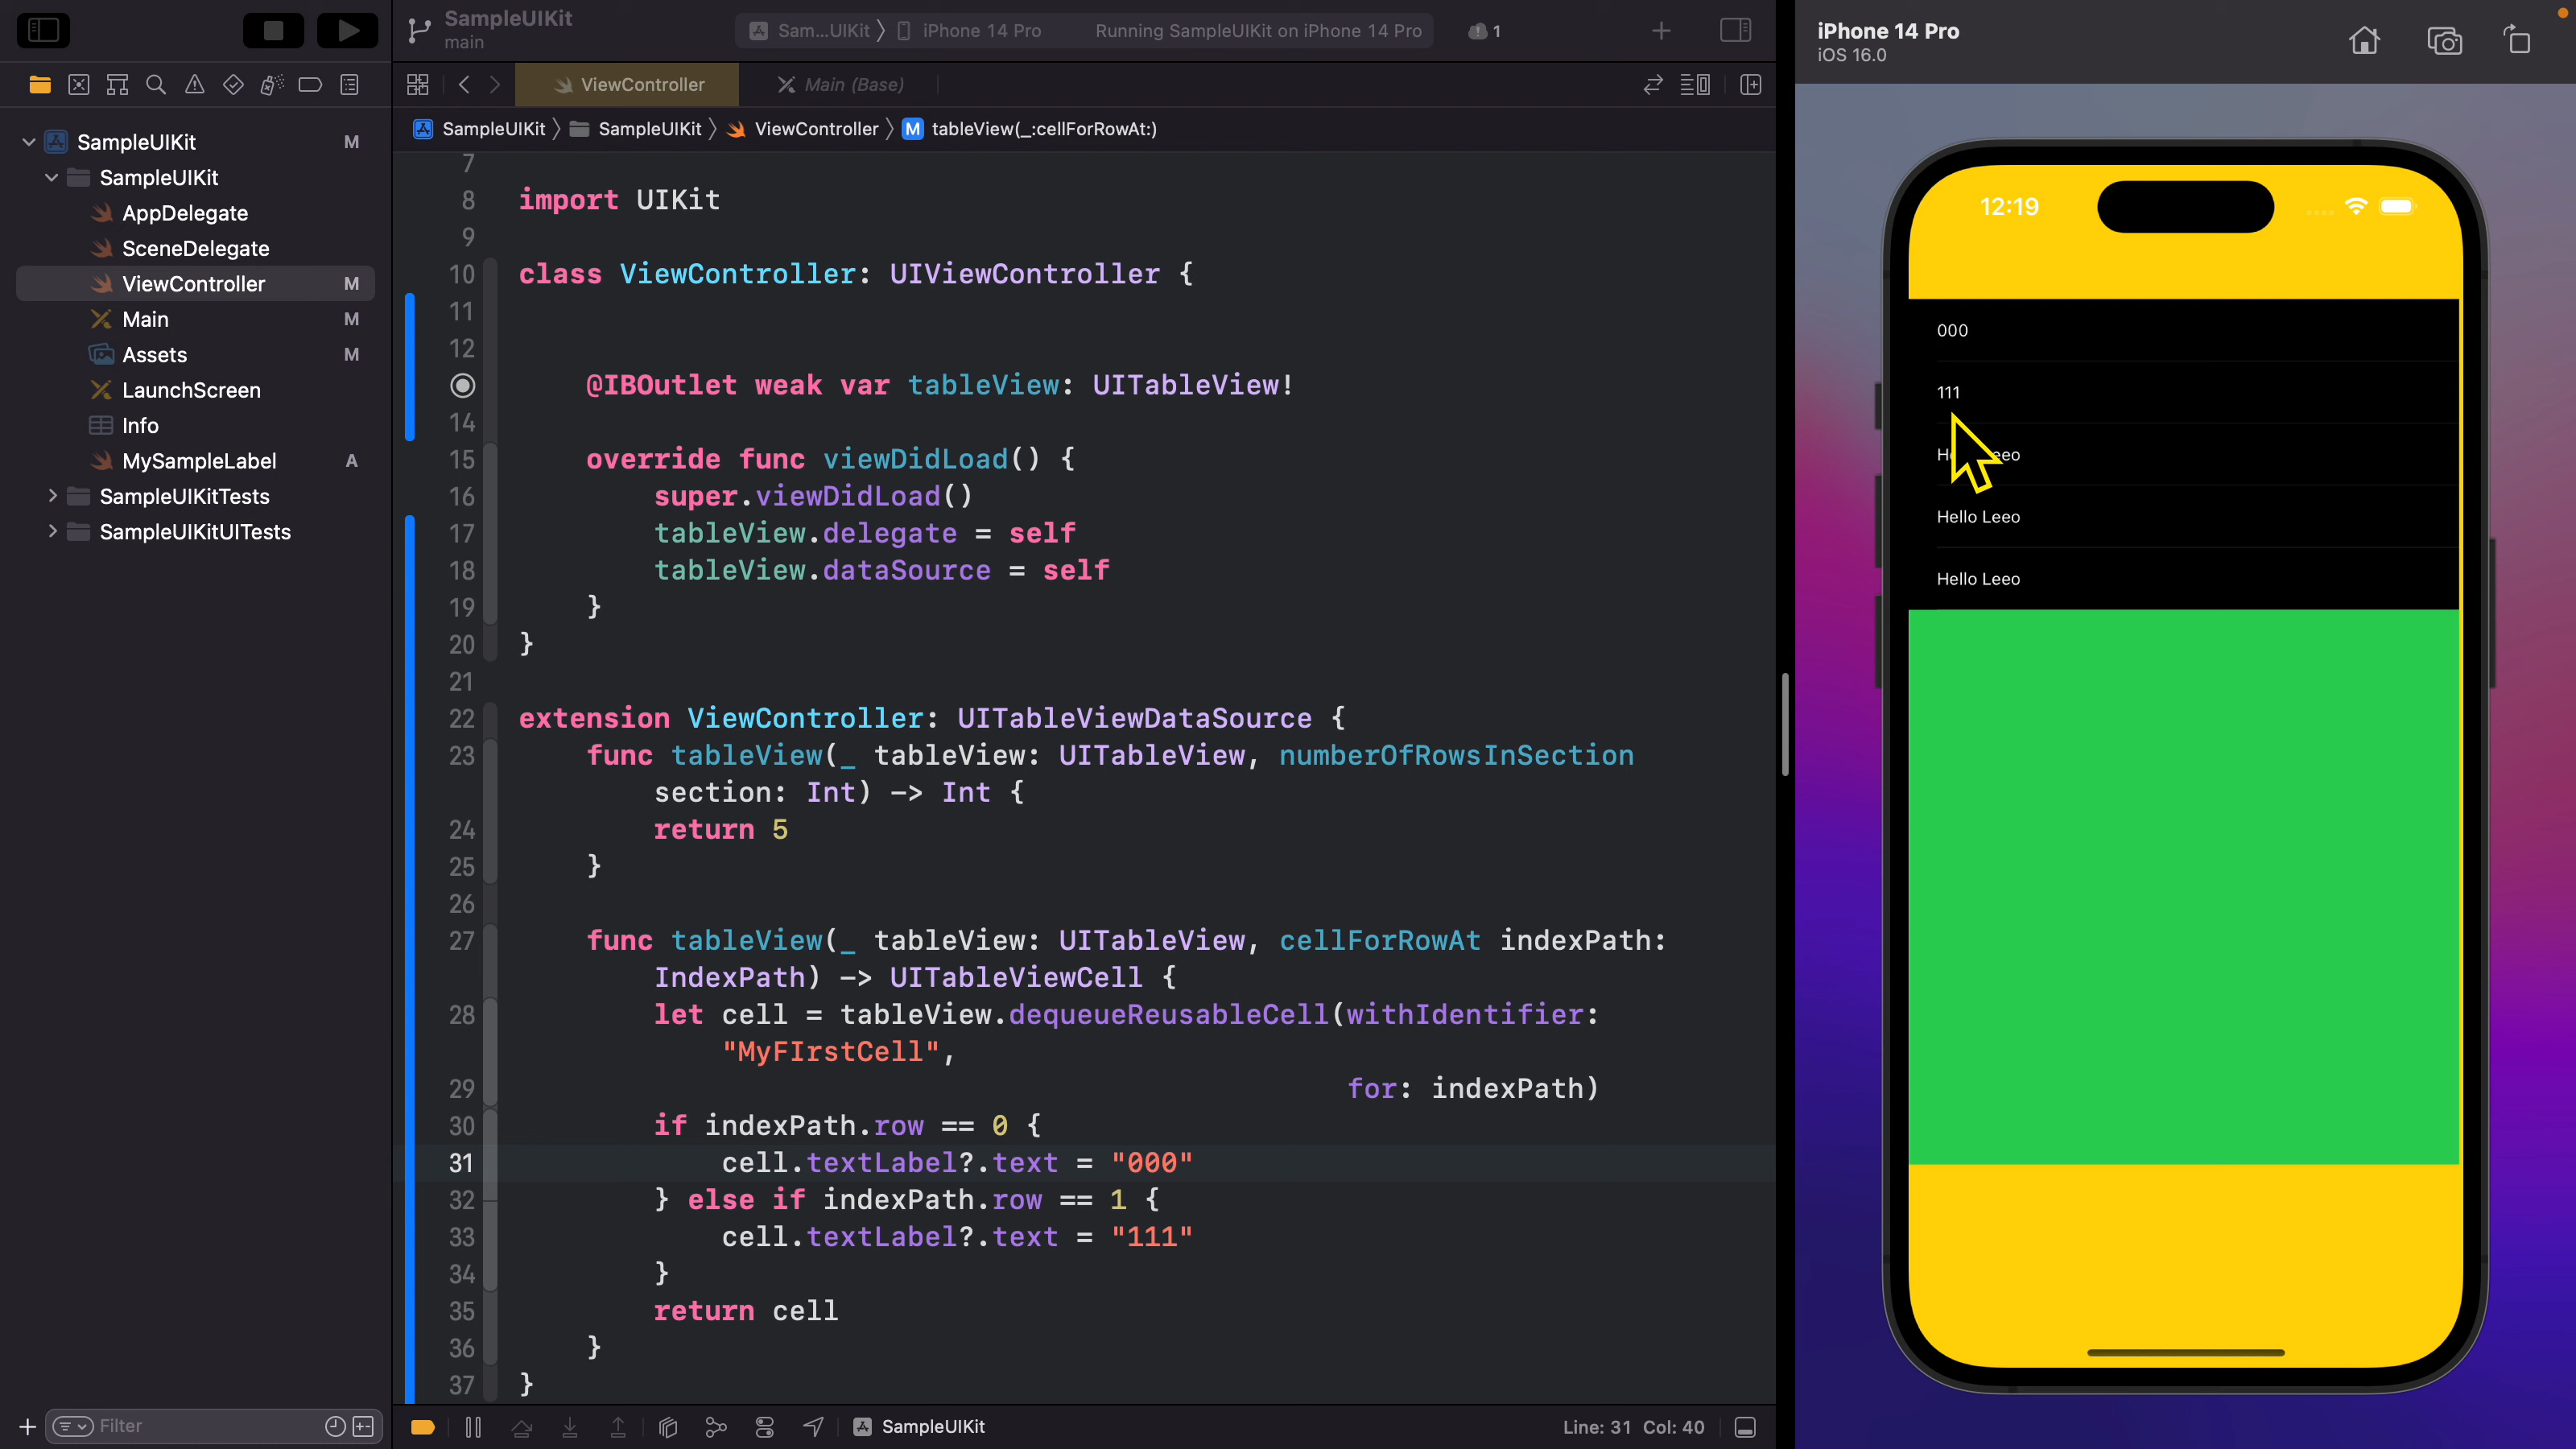 SampleUIKit
main
Sam...UIKit
iPhone 14 Pro
Running SampleUIKit on iPhone 14 Pro
1
iPhone 14 Pro
iOS 16.0
ViewController
Main (Base)
SampleUIKit
SampleUIKit
ViewController
M
tableView(_:cellForRowAt:)
SampleUIKit M
SampleUIKit
AppDelegate
SceneDelegate
ViewController M
Main M
Assets M
LaunchScreen
Info
MySampleLabel A
SampleUIKitTests
SampleUIKitUITests
Filter
7
8 import UIKit
9
10 class ViewController: UIViewController {
11
12
@IBOutlet weak var tableView: UITableView!
14
15 override func viewDidLoad() {
16 super.viewDidLoad()
17 tableView.delegate = self
18 tableView.dataSource = self
19 }
20 }
21
22 extension ViewController: UITableViewDataSource {
23 func tableView(_ tableView: UITableView, numberOfRowsInSection
section: Int) -> Int {
24 return 5
25 }
26
27 func tableView(_ tableView: UITableView, cellForRowAt indexPath:
IndexPath) -> UITableViewCell {
28 let cell = tableView.dequeueReusableCell(withIdentifier:
"MyFIrstCell",
29 for: indexPath)
30 if indexPath.row == 0 {
31 cell.textLabel?.text = "000"
32 } else if indexPath.row == 1 {
33 cell.textLabel?.text = "111"
34 }
35 return cell
36 }
37 }
SampleUIKit
Line: 31 Col: 40
12:19
000
111
Hello Leeo
Hello Leeo